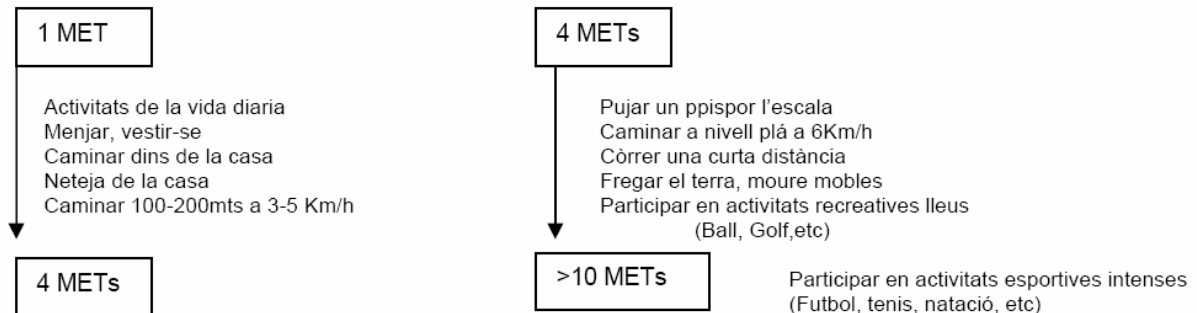 1 MET
Activitats de la vida diaria
Menjar, vestir-se
Caminar dins de la casa
Neteja de la casa
Caminar 100-200mts a 3-5 Km/h
4 METs
4 METs
Pujar un ppispor l'escala
Caminar a nivell plá a 6Km/h
Còrrer una curta distància
Fregar el terra, moure mobles
Participar en activitats recreatives lleus
(Ball, Golf,etc)
>10 METs
Participar en activitats esportives intenses
(Futbol, tenis, natació, etc)